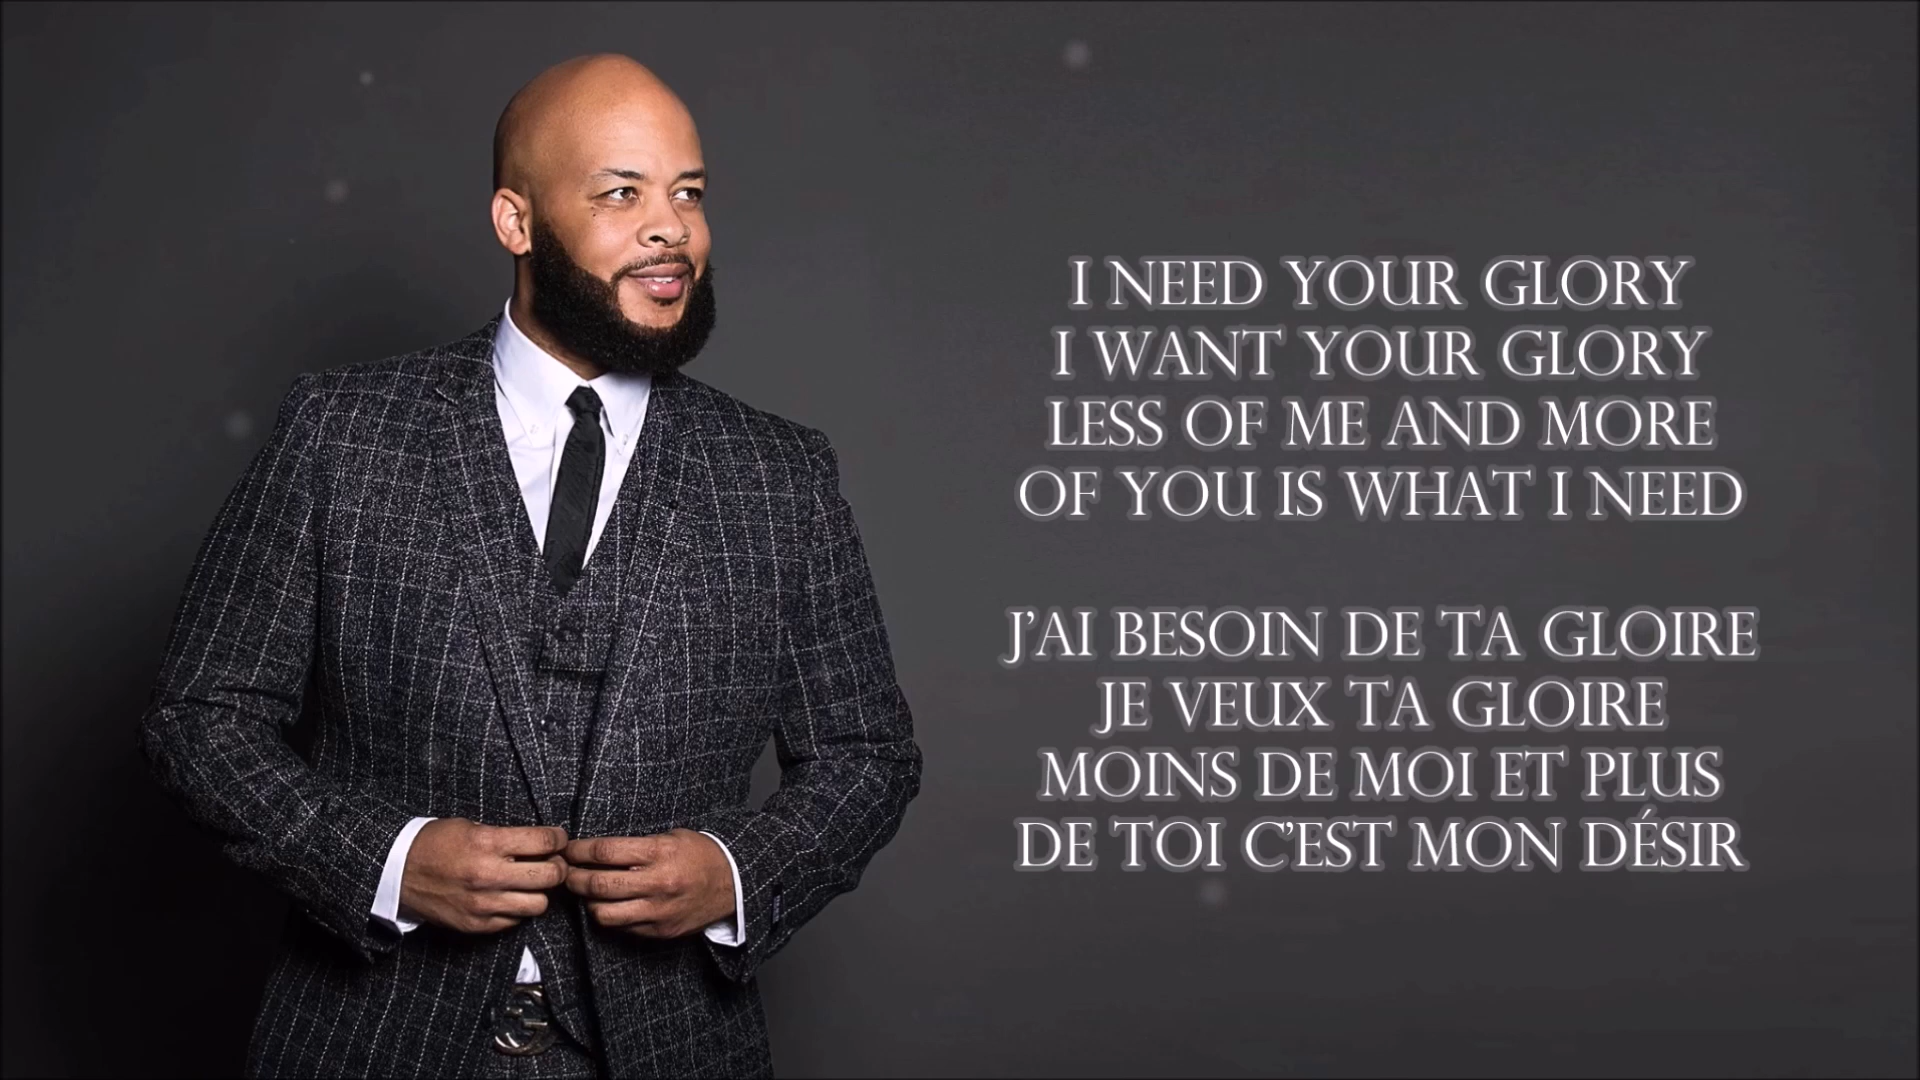 I NEED YOUR GLORY
I WANT YOUR GLORY
LESS OF ME AND MORE
OF YOU IS WHAT I NEED
J'AI BESOIN DE TA GLOIRE
JE VEUX TA GLOIRE
MOINS DE MOI ET PLUS
DE TOI C'EST MON DÉSIR